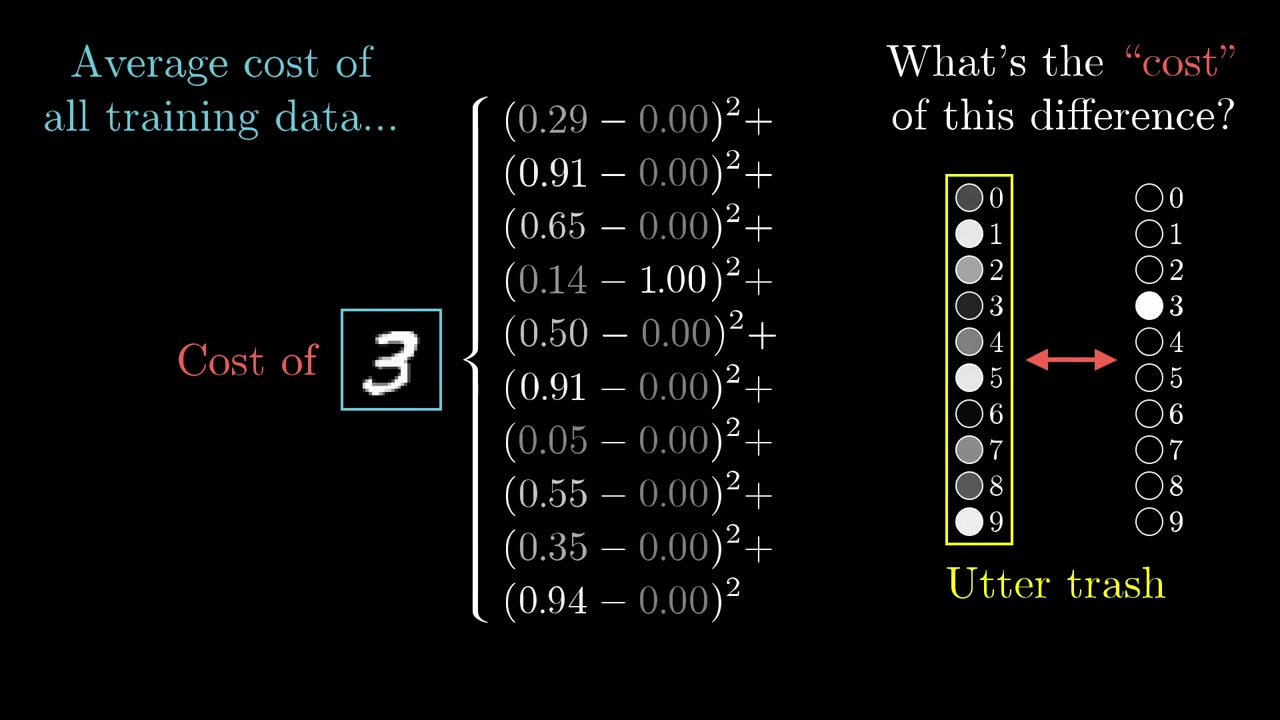 Average cost of
all training data...
What's the “cost”
of this difference?
Cost of
3
(0.29 − 0.00)²+
(0.91 − 0.00)²+
(0.65 − 0.00)²+
(0.14 − 1.00)²+
(0.50 − 0.00)²+
(0.91 − 0.00)²+
(0.05 − 0.00)²+
(0.55 − 0.00)²+
(0.35 − 0.00)²+
(0.94 − 0.00)²
0
1
2
3
4
5
6
7
8
9
0
1
2
3
4
5
6
7
8
9
Utter trash